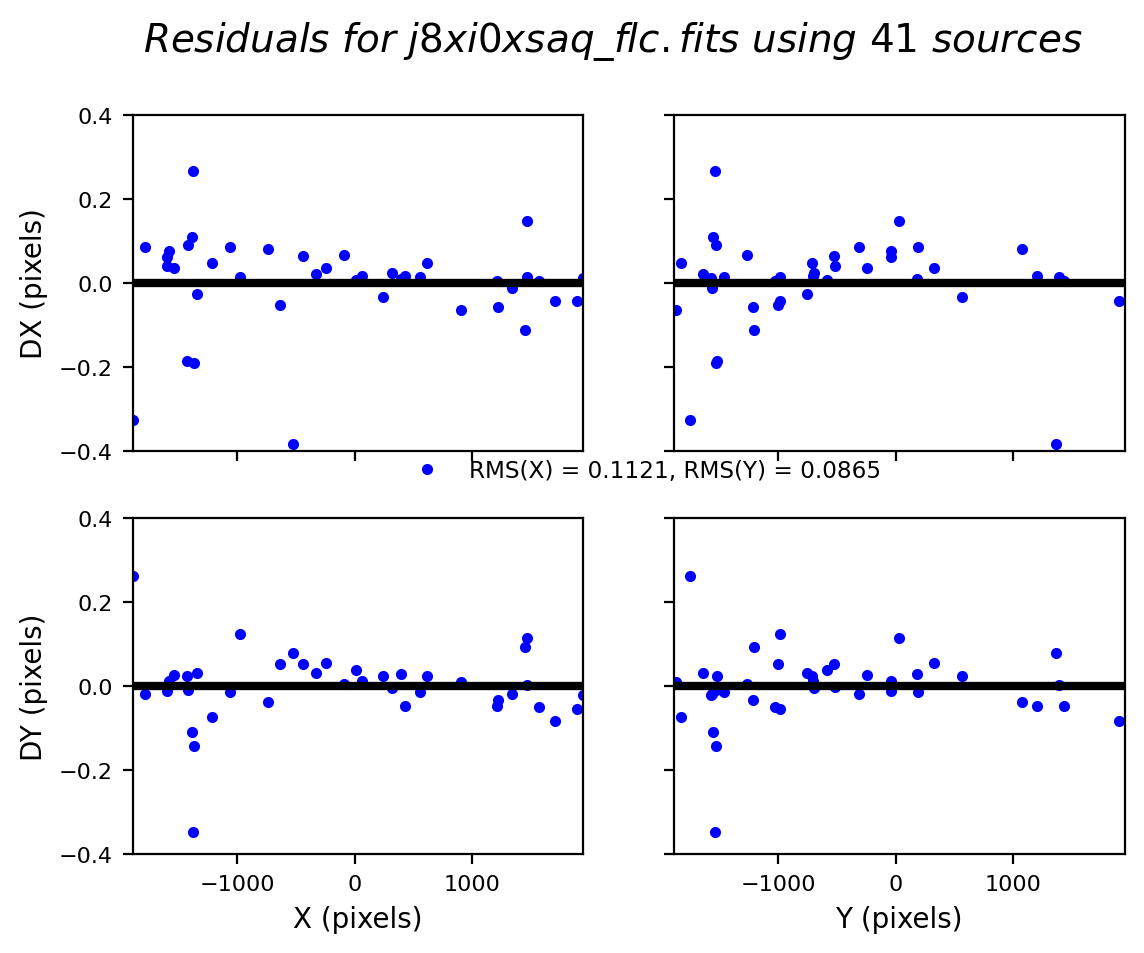 Residuals for j8xi0xsaq_flc.fits using 41 sources
0.4
0.2
0.0
−0.2
−0.4
DX (pixels)
RMS(X) = 0.1121, RMS(Y) = 0.0865
0.4
0.2
0.0
−0.2
−0.4
DY (pixels)
−1000 0 1000
−1000 0 1000
X (pixels)
Y (pixels)